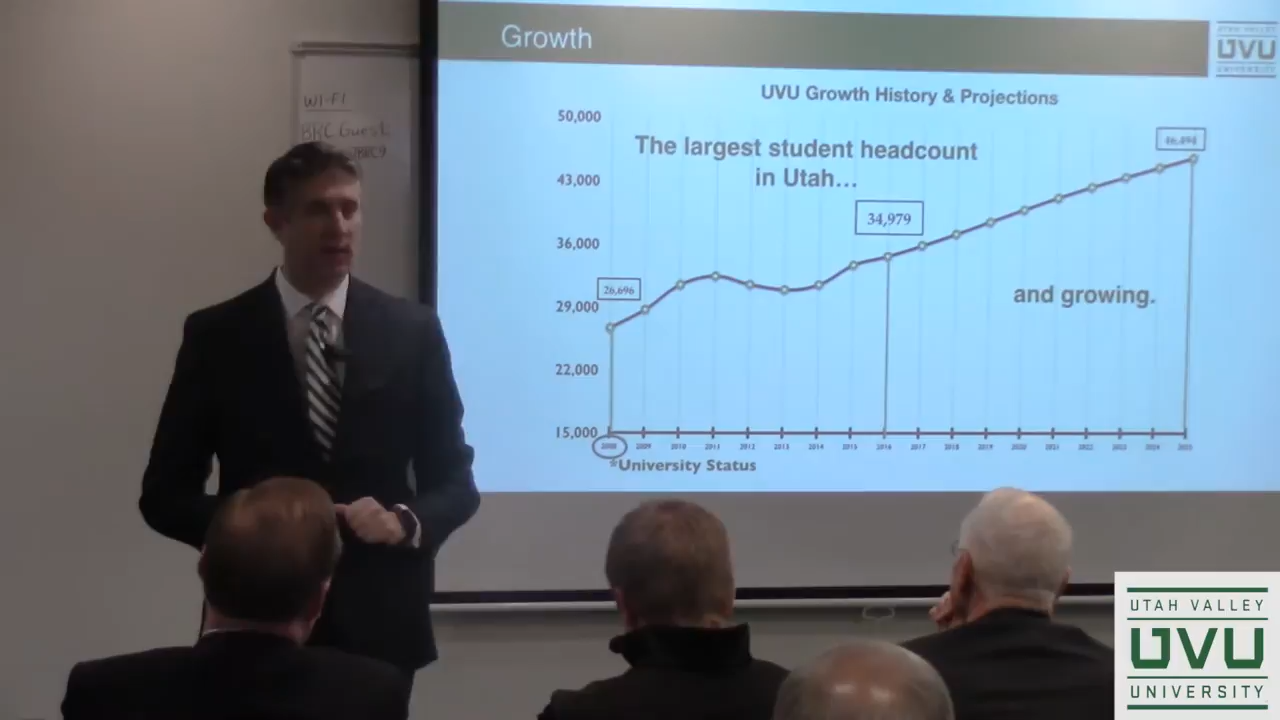 Growth
UTAH VALLEY
UVU
UNIVERSITY
WI-FI
BRC Guest
UVU Growth History & Projections
The largest student headcount
in Utah...
and growing.
50,000
43,000
36,000
29,000
22,000
15,000
26,696
34,979
46,494
2008 2009 2010 2011 2012 2013 2014 2015 2016 2017 2018 2019 2020 2021 2022 2023 2024 2025
*University Status
UTAH VALLEY
UVU
UNIVERSITY